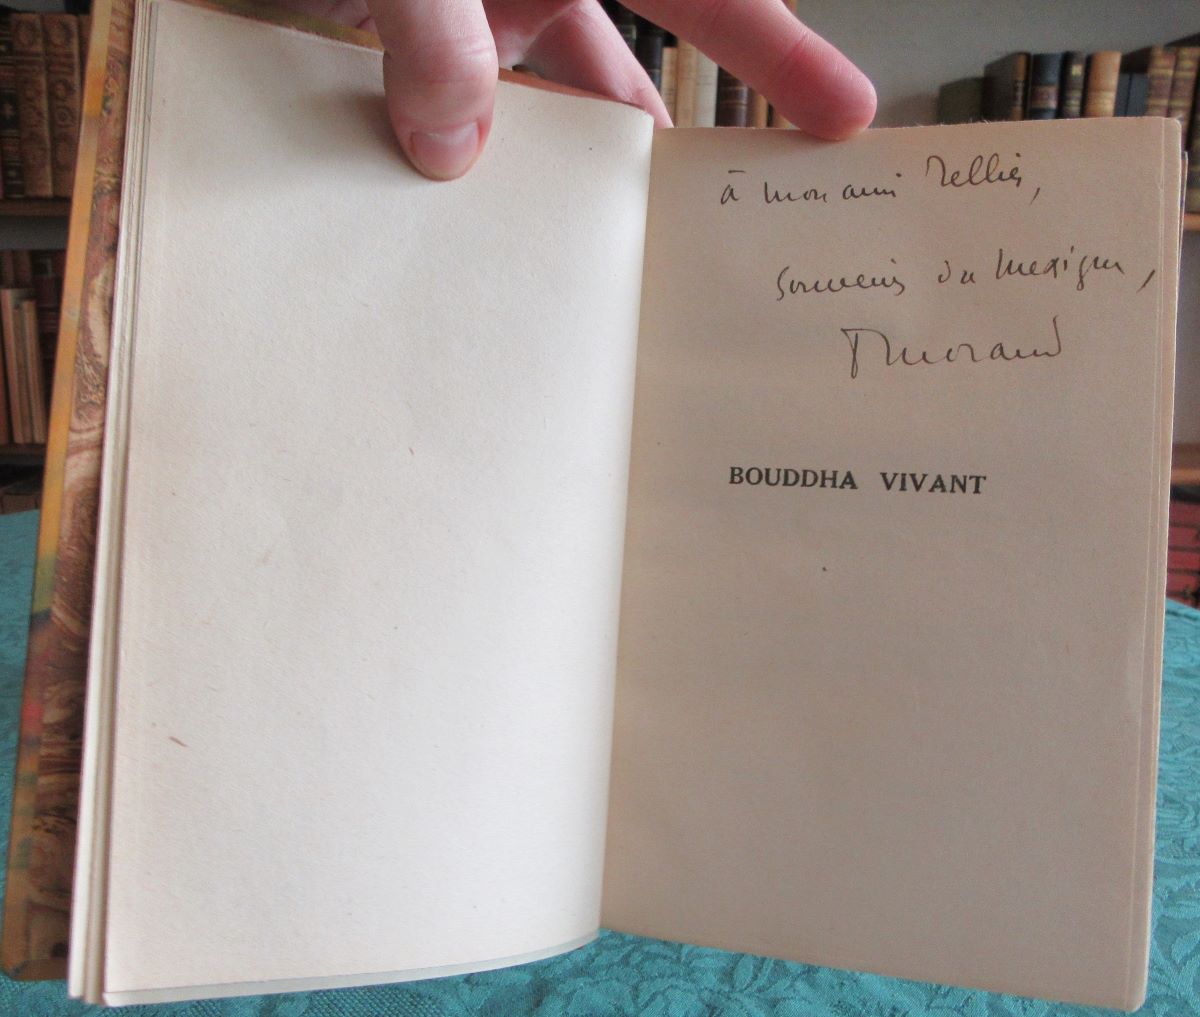 à mon ami Tellier,
Souvenir du Mexique,
PMorand
BOUDDHA VIVANT